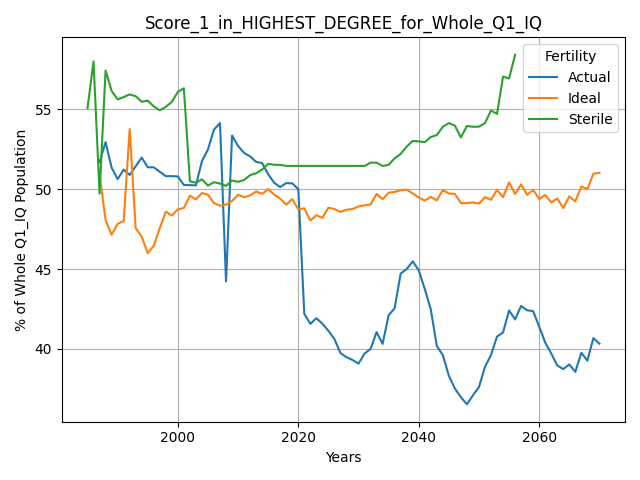 Score_1_in_HIGHEST_DEGREE_for_Whole_Q1_IQ
Fertility
Actual
Ideal
Sterile
% of Whole Q1_IQ Population
55
50
45
40
2000
2020
2040
2060
Years